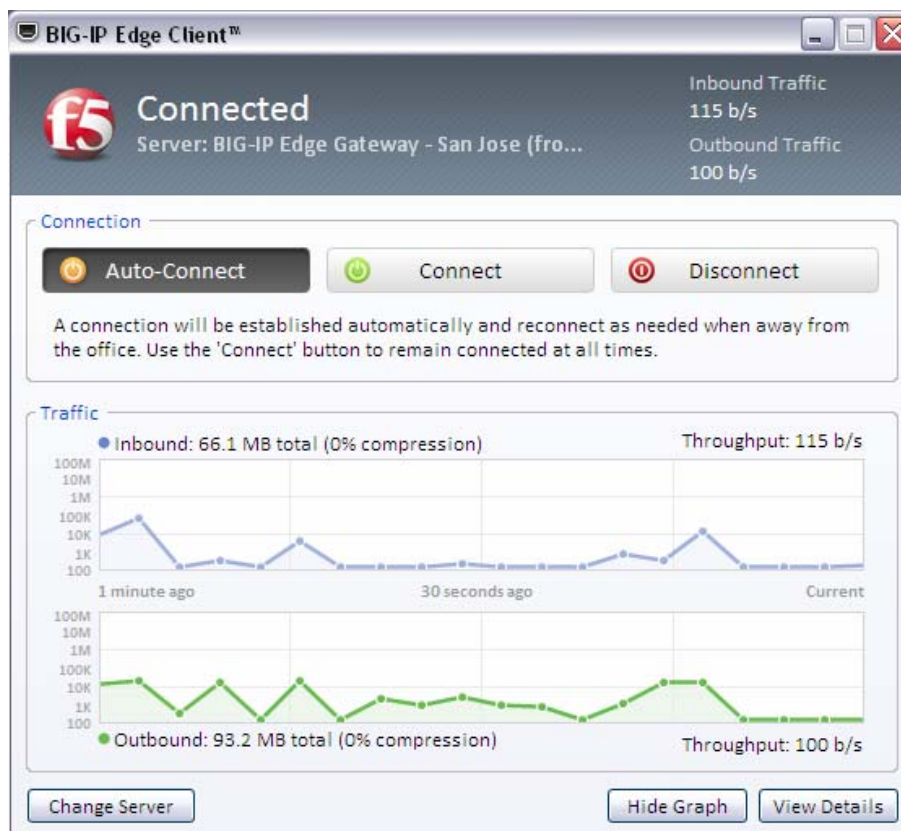 BIG-IP Edge Client™
f5
Connected
Server: BIG-IP Edge Gateway - San Jose (fro...
Inbound Traffic
115 b/s
Outbound Traffic
100 b/s
Connection
Auto-Connect
Connect
Disconnect
A connection will be established automatically and reconnect as needed when away from
the office. Use the 'Connect' button to remain connected at all times.
Traffic
Inbound: 66.1 MB total (0% compression)
Throughput: 115 b/s
100M
10M
1M
100K
10K
1K
100
1 minute ago
30 seconds ago
Current
100M
10M
1M
100K
10K
1K
100
Outbound: 93.2 MB total (0% compression)
Throughput: 100 b/s
Change Server
Hide Graph
View Details